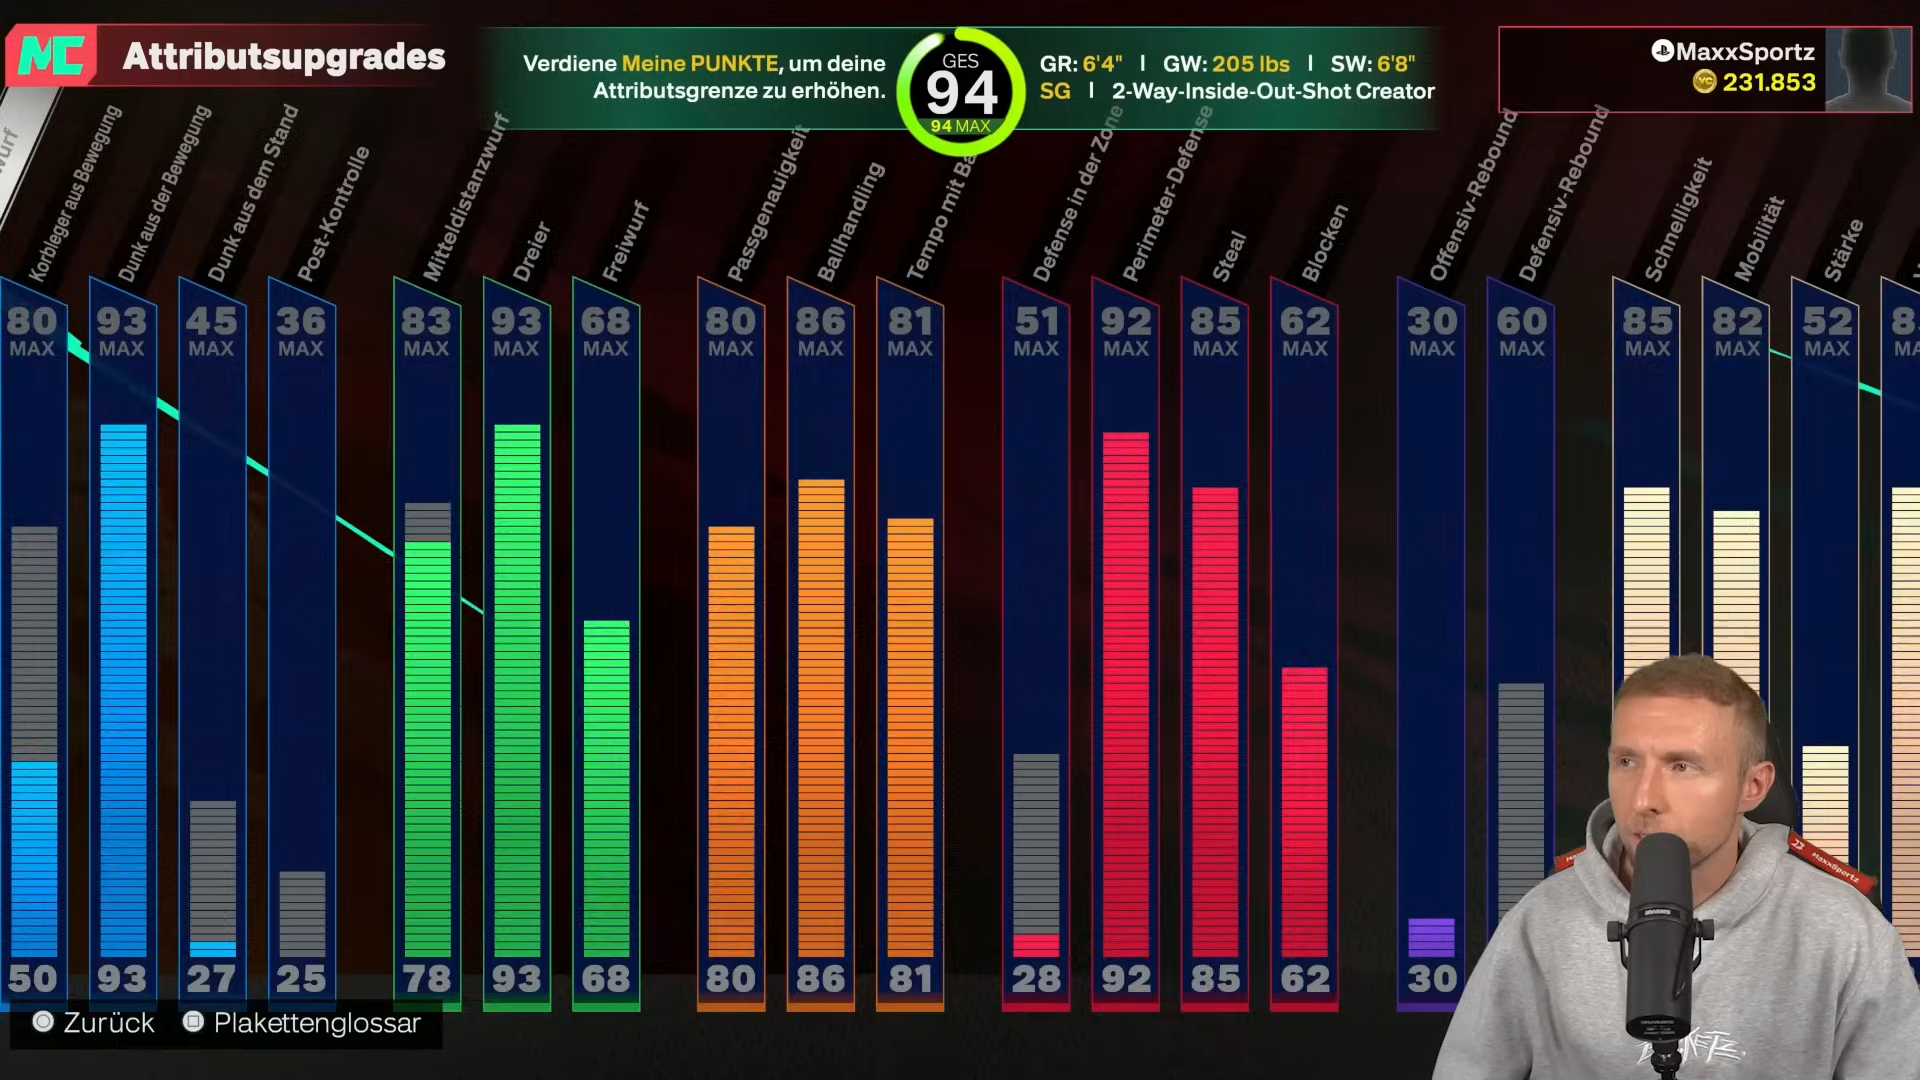 MC Attributsupgrades
Verdiene Meine PUNKTE, um deine
Attributsgrenze zu erhöhen.
GES
94
94 MAX
GR: 6'4" | GW: 205 lbs | SW: 6'8"
SG | 2-Way-Inside-Out-Shot Creator
MaxxSportz
VC 231.853
Korbleger aus Bewegung
Dunk aus der Bewegung
Dunk aus dem Stand
Post-Kontrolle
Mitteldistanzwurf
Dreier
Freiwurf
Passgenauigkeit
Ballhandling
Tempo mit Ba
Defense in der Zone
Perimeter-Defense
Steal
Blocken
Offensiv-Rebound
Defensiv-Rebound
Schnelligkeit
Mobilität
Stärke
80 93 45 36 83 93 68 80 86 81 51 92 85 62 30 60 85 82 52
MAX MAX MAX MAX MAX MAX MAX MAX MAX MAX MAX MAX MAX MAX MAX MAX MAX MAX MAX
50 93 27 25 78 93 68 80 86 81 28 92 85 62 30
Zurück Plakettenglossar
MaxxSportz